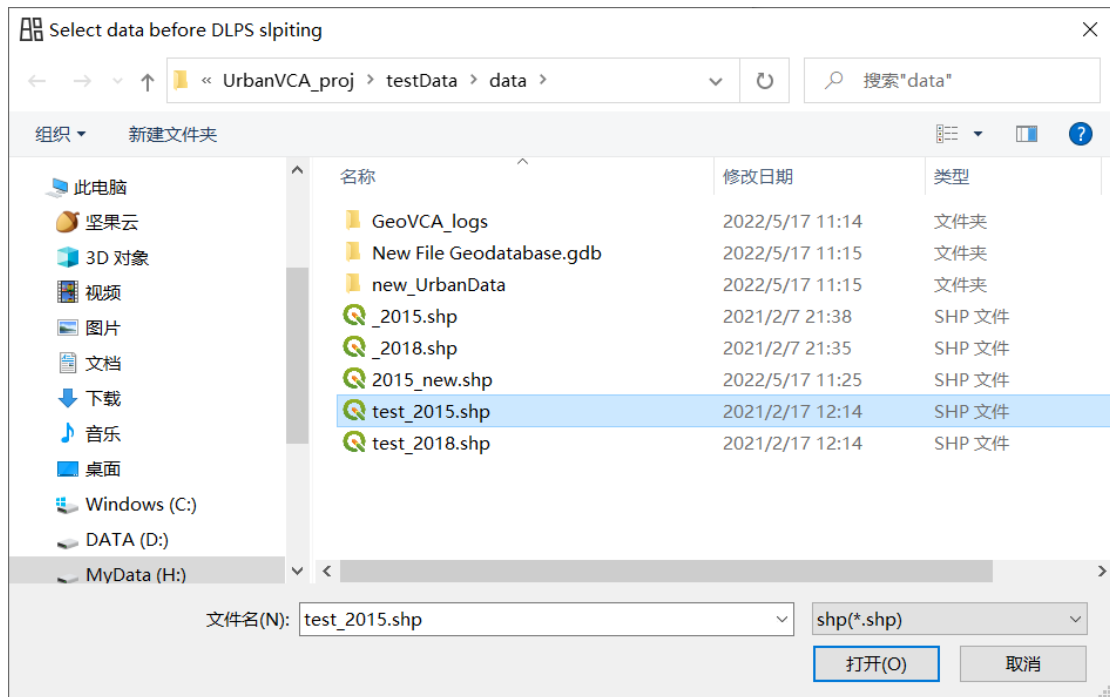 Select data before DLPS slpiting
« UrbanVCA_proj > testData > data >
搜索"data"
组织 新建文件夹
名称 修改日期 类型
此电脑
坚果云
3D 对象
视频
图片
文档
下载
音乐
桌面
Windows (C:)
DATA (D:)
MyData (H:)
GeoVCA_logs 2022/5/17 11:14 文件夹
New File Geodatabase.gdb 2022/5/17 11:15 文件夹
new_UrbanData 2022/5/17 11:15 文件夹
_2015.shp 2021/2/7 21:38 SHP 文件
_2018.shp 2021/2/7 21:35 SHP 文件
2015_new.shp 2022/5/17 11:25 SHP 文件
test_2015.shp 2021/2/17 12:14 SHP 文件
test_2018.shp 2021/2/17 12:14 SHP 文件
文件名(N): test_2015.shp shp(*.shp)
打开(O) 取消